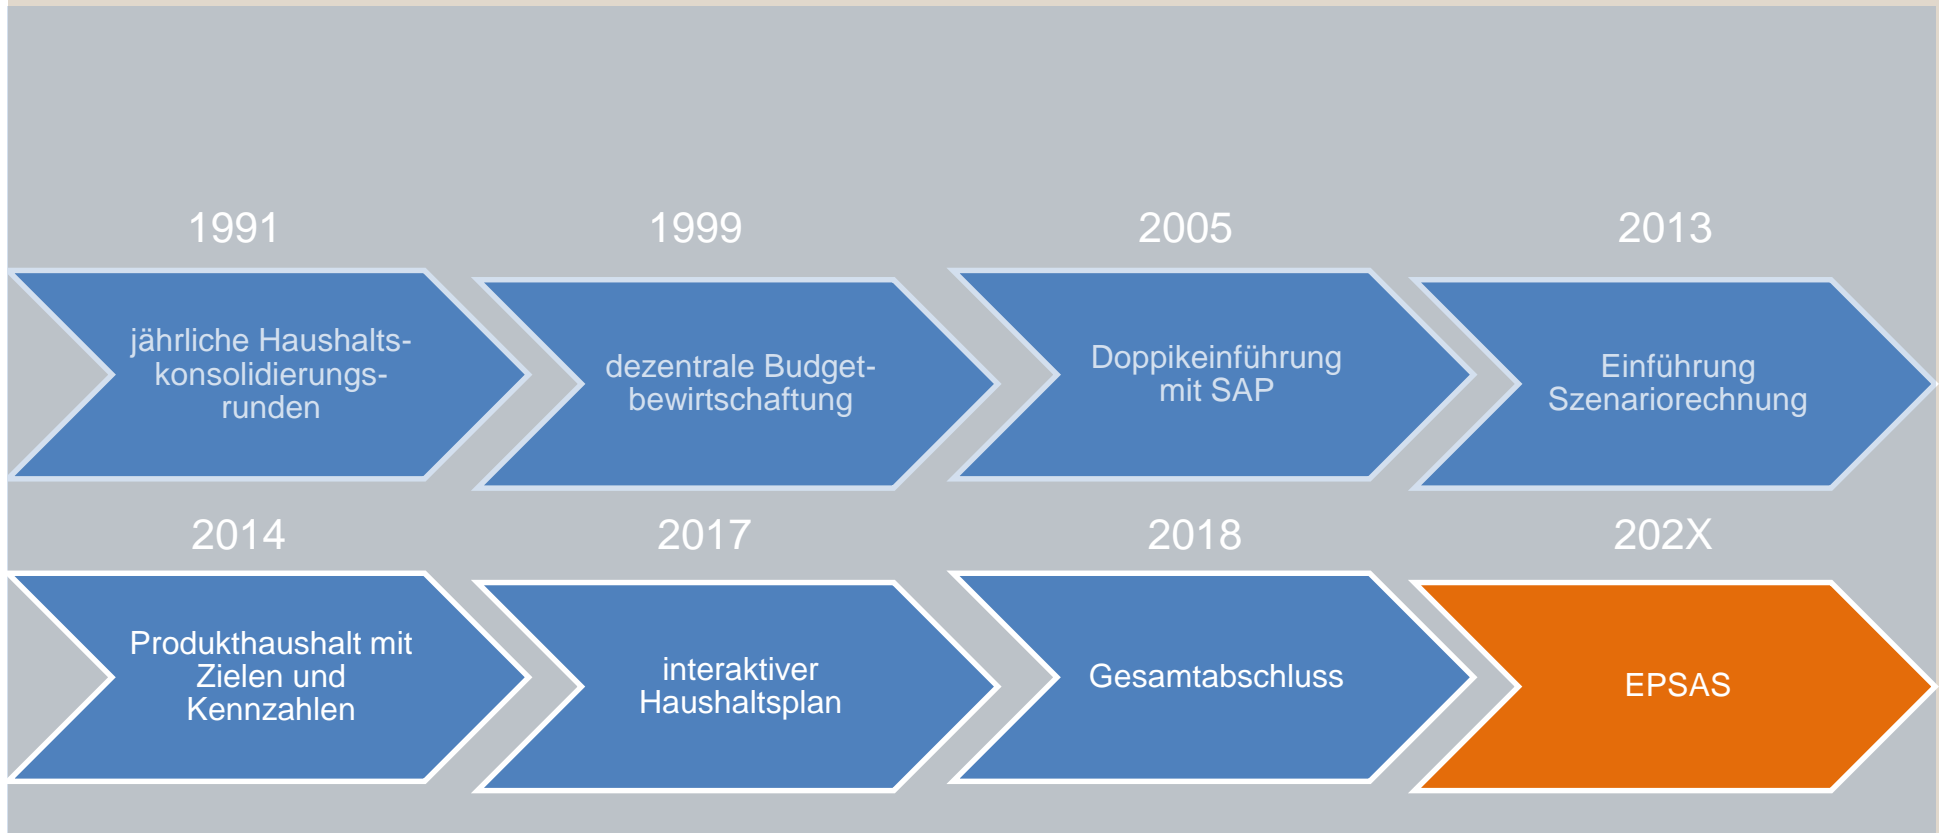 1991
jährliche Haushalts-
konsolidierungs-
runden
1999
dezentrale Budget-
bewirtschaftung
2005
Doppikeinführung
mit SAP
2013
Einführung
Szenariorechnung
2014
Produkthaushalt mit
Zielen und
Kennzahlen
2017
interaktiver
Haushaltsplan
2018
Gesamtabschluss
202X
EPSAS